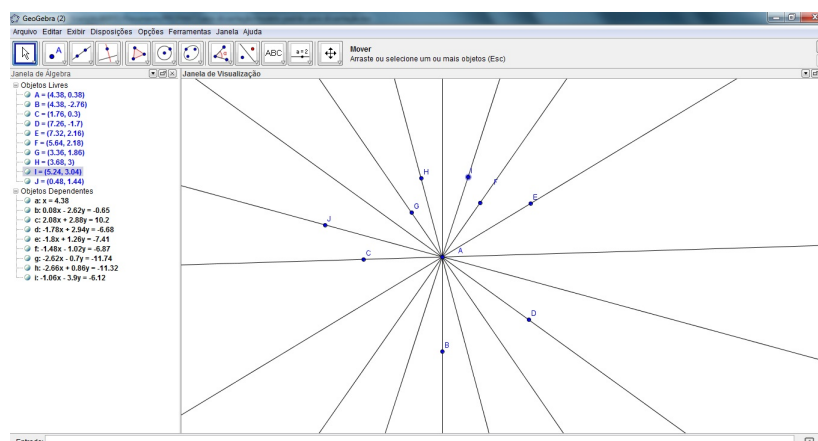 GeoGebra (2)
Arquivo Editar Exibir Disposições Opções Ferramentas Janela Ajuda
A
ABC
a=2
Mover
Arraste ou selecione um ou mais objetos (Esc)
Janela de Álgebra
Janela de Visualização
Objetos Livres
A = (4.38, 0.38)
B = (4.38, -2.76)
C = (1.76, 0.3)
D = (7.26, -1.7)
E = (7.32, 2.16)
F = (5.64, 2.18)
G = (3.36, 1.86)
H = (3.68, 3)
I = (5.24, 3.04)
J = (0.48, 1.44)
Objetos Dependentes
a: x = 4.38
b: 0.08x - 2.62y = -0.65
c: 2.08x + 2.88y = 10.2
d: -1.78x + 2.94y = -6.68
e: -1.8x + 1.26y = -7.41
f: -1.48x - 1.02y = -6.87
g: -2.62x - 0.7y = -11.74
h: -2.66x + 0.86y = -11.32
i: -1.06x - 3.9y = -6.12
H
I
F
E
G
J
A
C
D
B
Entrada: